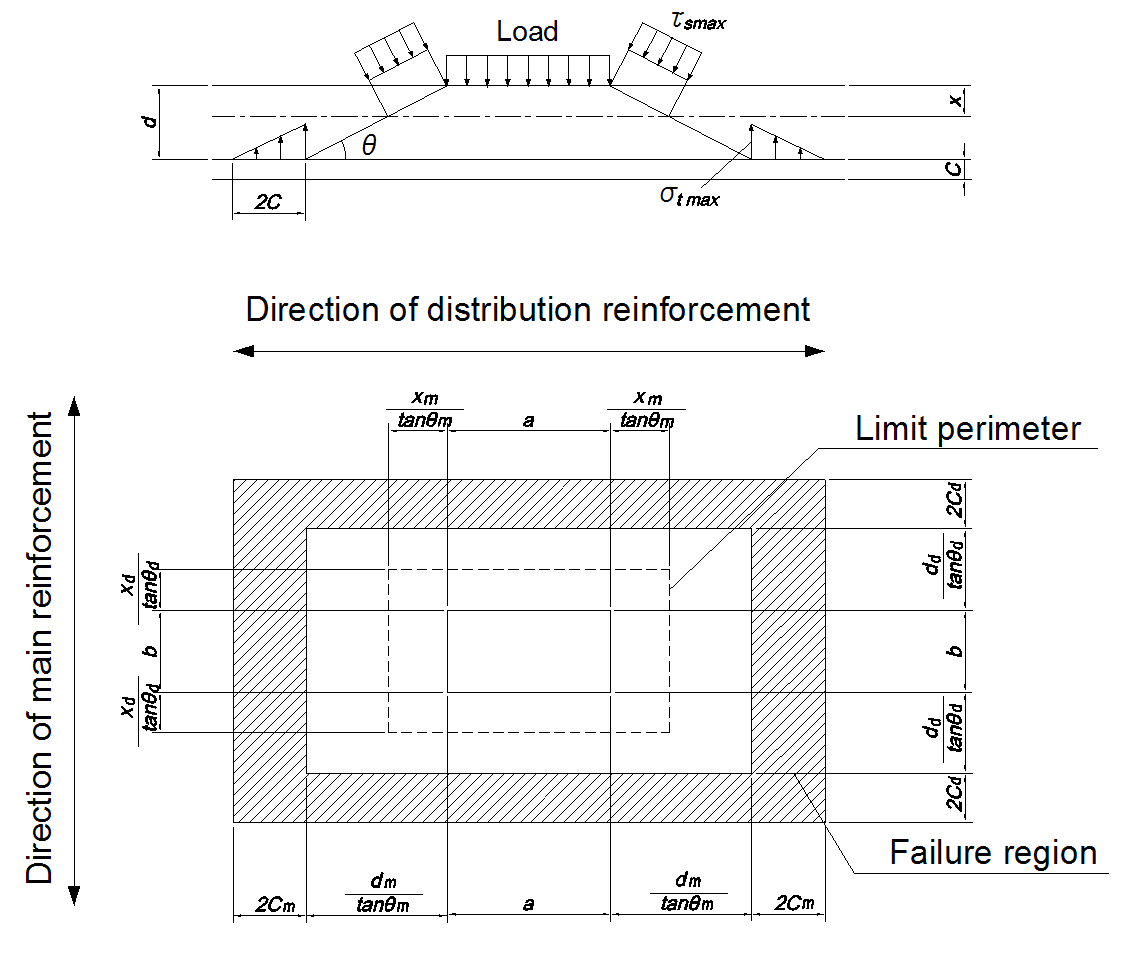 Load
τsmax
d
x
θ
C
2C
σt max
Direction of distribution reinforcement
Direction of main reinforcement
xm
tanθm
a
xm
tanθm
Limit perimeter
2Cd
dd
tanθd
b
dd
tanθd
2Cd
xd
tanθd
b
xd
tanθd
Failure region
2Cm
dm
tanθm
a
dm
tanθm
2Cm